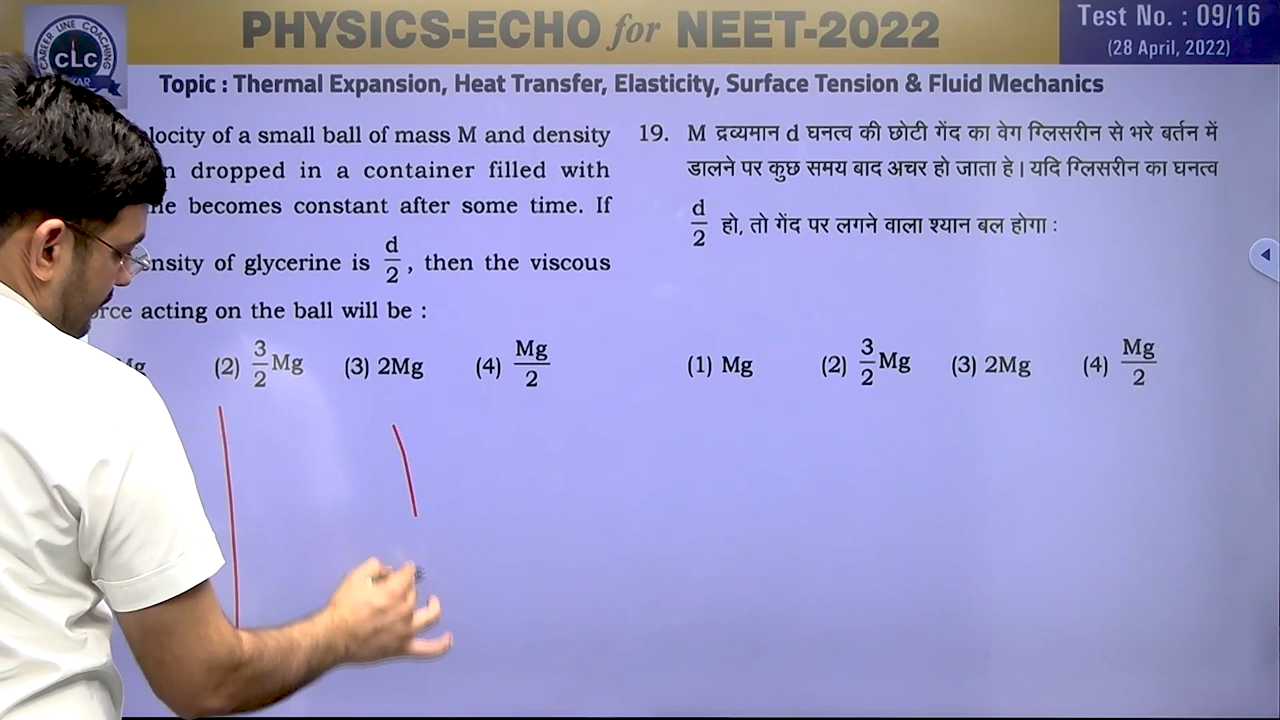 PHYSICS-ECHO for NEET-2022
Test No. : 09/16
(28 April, 2022)
CAREER LINE COACHING
CLC
Topic : Thermal Expansion, Heat Transfer, Elasticity, Surface Tension & Fluid Mechanics
of a small ball of mass M and density
dropped in a container filled with
becomes constant after some time. If
of glycerine is d/2, then the viscous
acting on the ball will be :
(2) 3/2 Mg (3) 2Mg (4) Mg/2
19. M द्रव्यमान d घनत्व की छोटी गेंद का वेग ग्लिसरीन से भरे बर्तन में
डालने पर कुछ समय बाद अचर हो जाता हे। यदि ग्लिसरीन का घनत्व
d/2 हो, तो गेंद पर लगने वाला श्यान बल होगा :
(1) Mg (2) 3/2 Mg (3) 2Mg (4) Mg/2